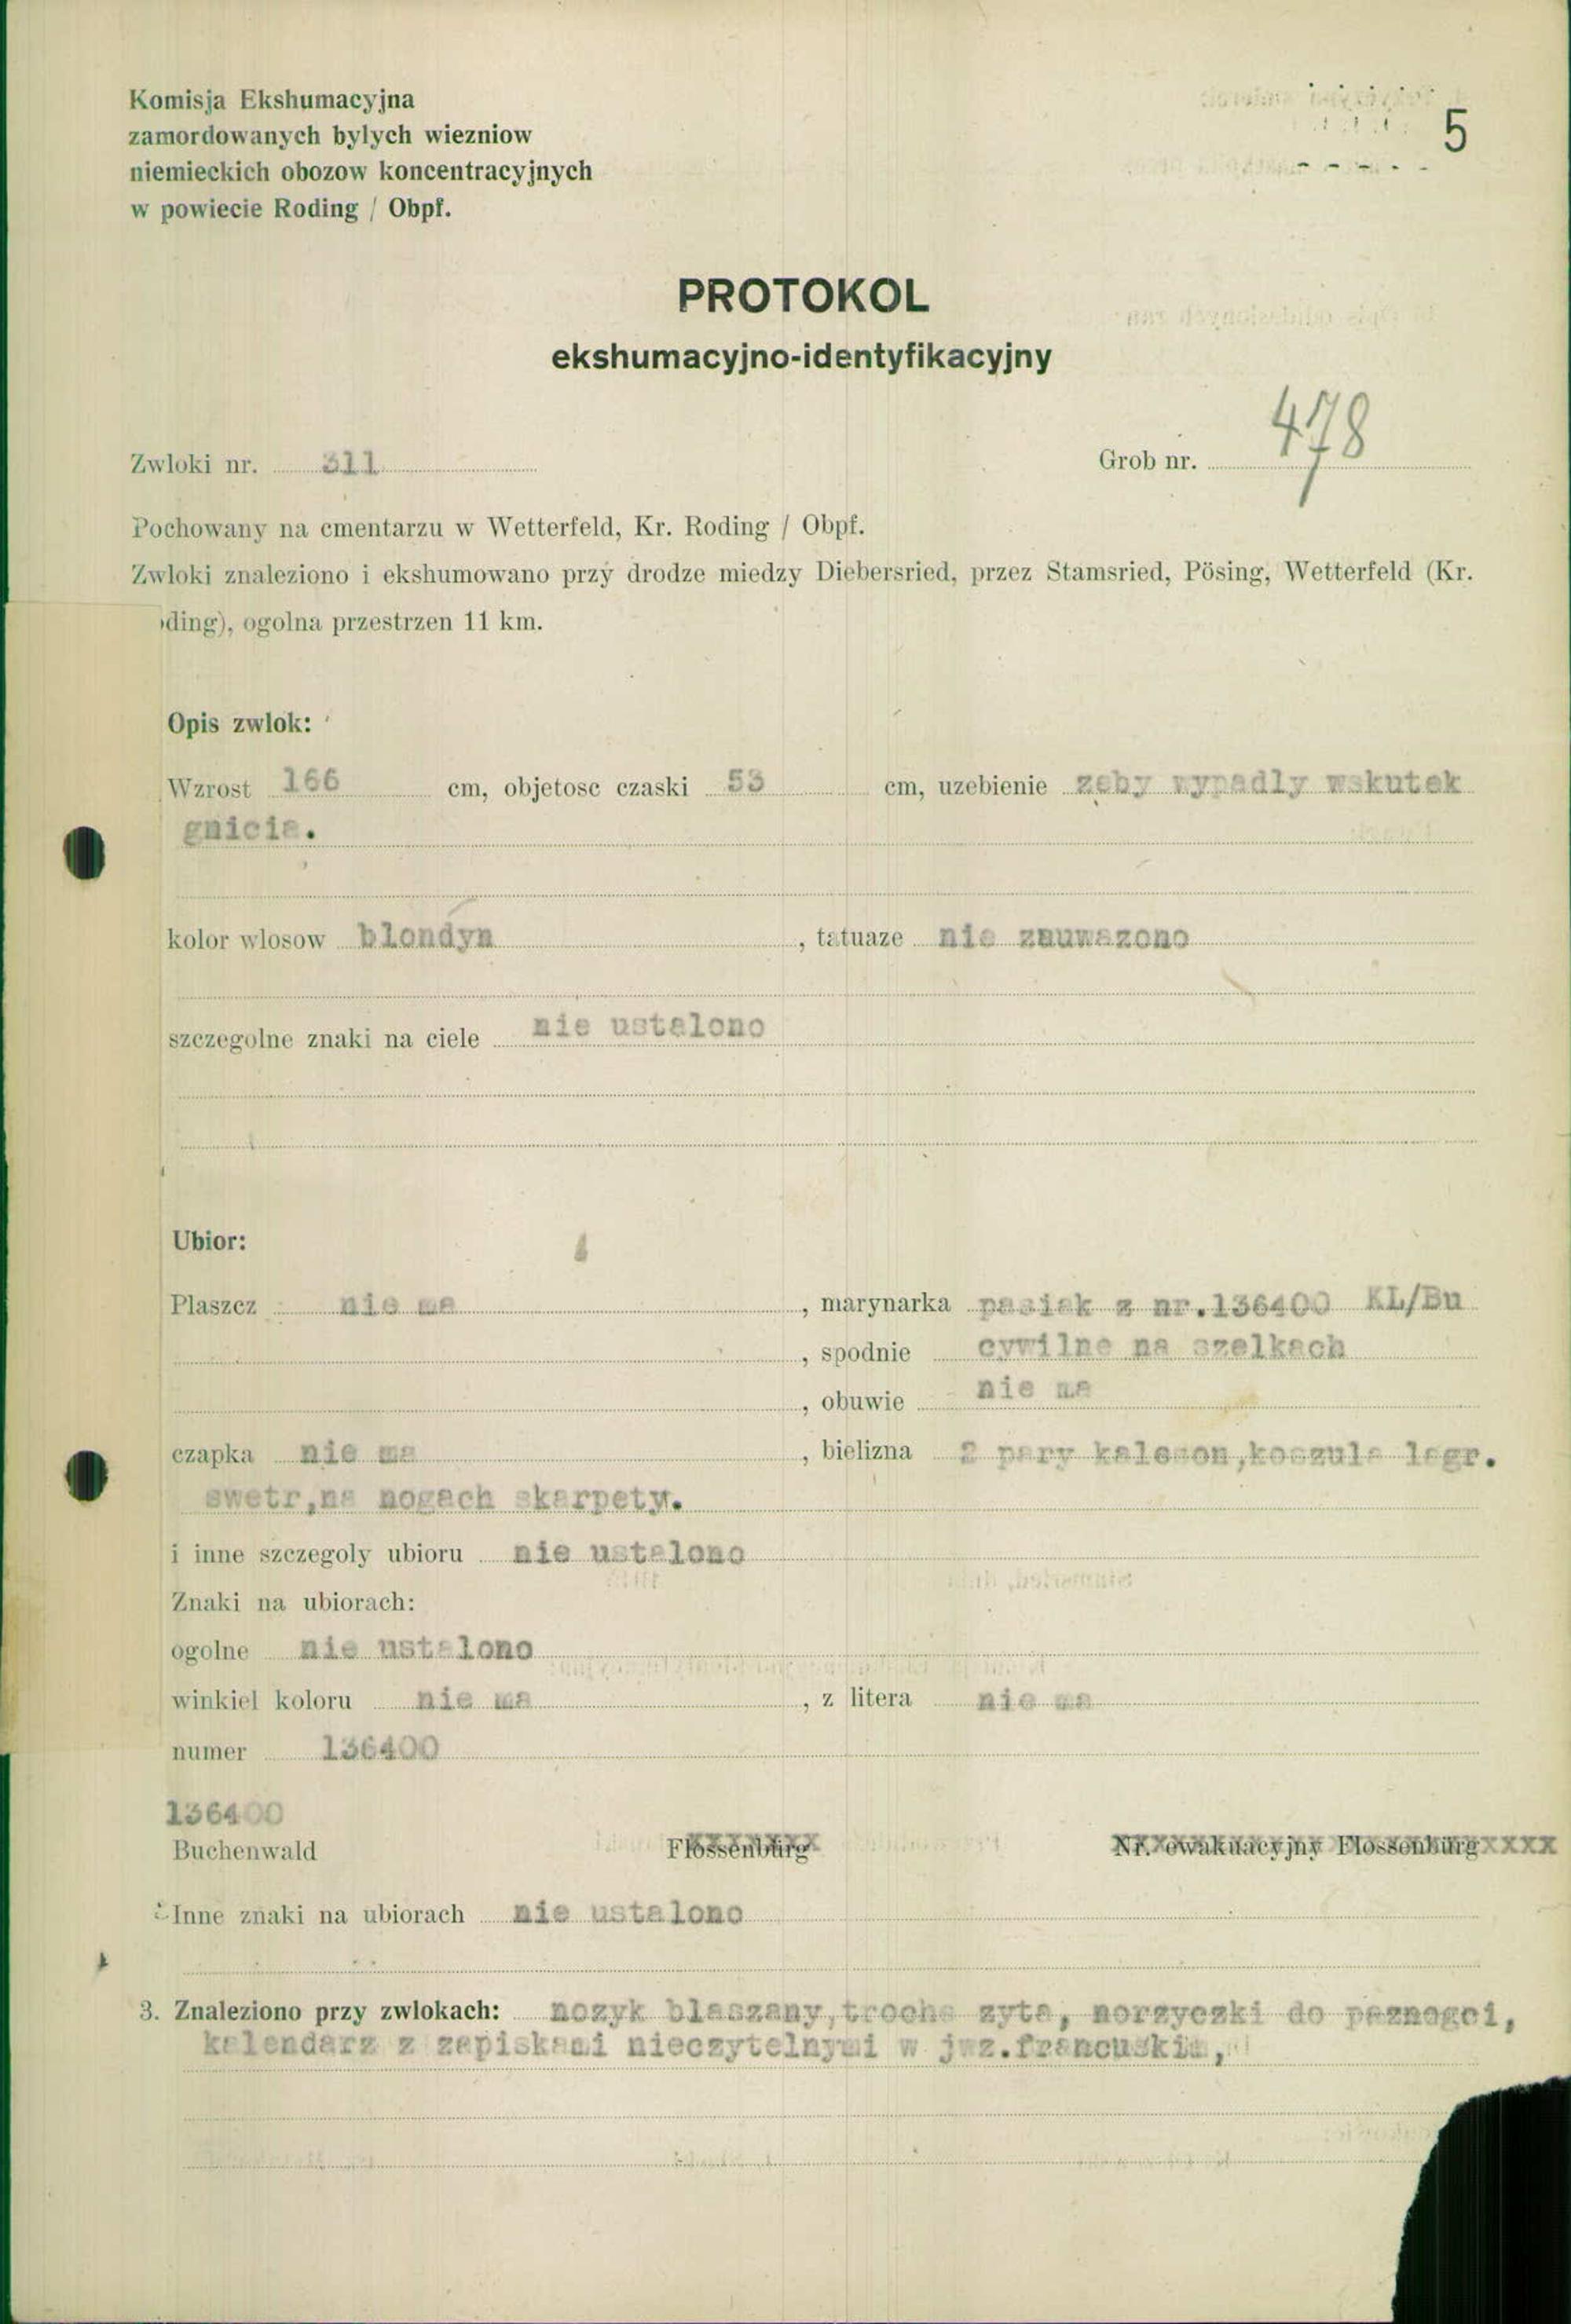 Komisja Ekshumacyjna
zamordowanych bylych wiezniow
niemieckich obozow koncentracyjnych
w powiecie Roding / Obpf.
5
PROTOKOL
ekshumacyjno-identyfikacyjny
Zwloki nr. 311
Grob nr. 478
Pochowany na cmentarzu w Wetterfeld, Kr. Roding / Obpf.
Zwloki znaleziono i ekshumowano przy drodze miedzy Diebersried, przez Stamsried, Pösing, Wetterfeld (Kr.
ding), ogolna przestrzen 11 km.
Opis zwlok:
Wzrost 166 cm, objetosc czaski 53 cm, uzebienie zeby wypadly wskutek
gnicia.
kolor wlosow blondyn, tatuaze nie zauwazono
szczegolne znaki na ciele nie ustalono
Ubior:
Plaszcz nie ma, marynarka pasiak z nr.136400 KL/Bu
, spodnie cywilne na szelkach
, obuwie nie ma
czapka nie ma, bielizna 2 pary kaleson,koszula lagr.
swetr,na nogach skarpety.
i inne szczegoly ubioru nie ustalono
Znaki na ubiorach:
ogolne nie ustalono
winkiel koloru nie ma, z litera nie ma
numer 136400
136400
Buchenwald Flossenbürg Nr. ewakuacyjny Flossenbürg XXXX
Inne znaki na ubiorach nie ustalono
3. Znaleziono przy zwlokach: nozyk blaszany,troche zyta, norzyczki do paznogci,
kalendarz z zapiskami nieczytelnymi w jez.francuskim,